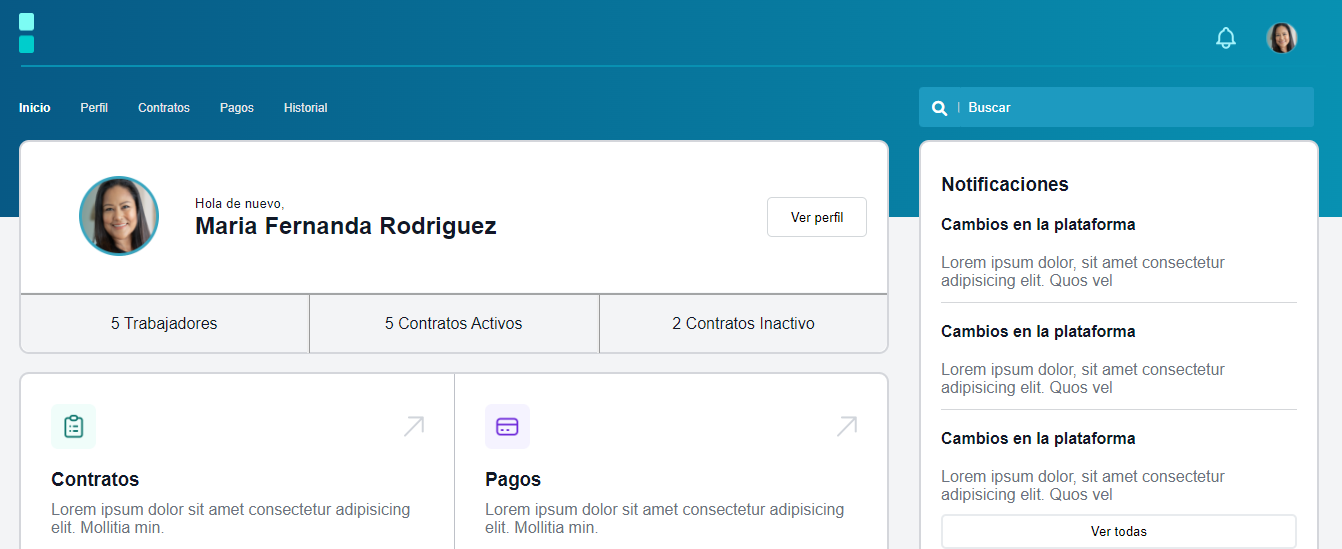 Inicio
Perfil
Contratos
Pagos
Historial
Buscar
Hola de nuevo,
Maria Fernanda Rodriguez
Ver perfil
5 Trabajadores
5 Contratos Activos
2 Contratos Inactivo
Contratos
Lorem ipsum dolor sit amet consectetur adipisicing
elit. Mollitia min.
Pagos
Lorem ipsum dolor sit amet consectetur adipisicing
elit. Mollitia min.
Notificaciones
Cambios en la plataforma
Lorem ipsum dolor, sit amet consectetur
adipisicing elit. Quos vel
Cambios en la plataforma
Lorem ipsum dolor, sit amet consectetur
adipisicing elit. Quos vel
Cambios en la plataforma
Lorem ipsum dolor, sit amet consectetur
adipisicing elit. Quos vel
Ver todas